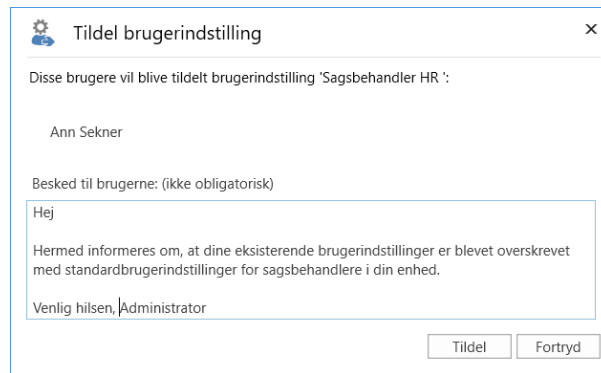 Tildel brugerindstilling
Disse brugere vil blive tildelt brugerindstilling 'Sagsbehandler HR ':
Ann Sekner
Besked til brugerne: (ikke obligatorisk)
Hej
Hermed informeres om, at dine eksisterende brugerindstillinger er blevet overskrevet
med standardbrugerindstillinger for sagsbehandlere i din enhed.
Venlig hilsen, Administrator
Tildel
Fortryd